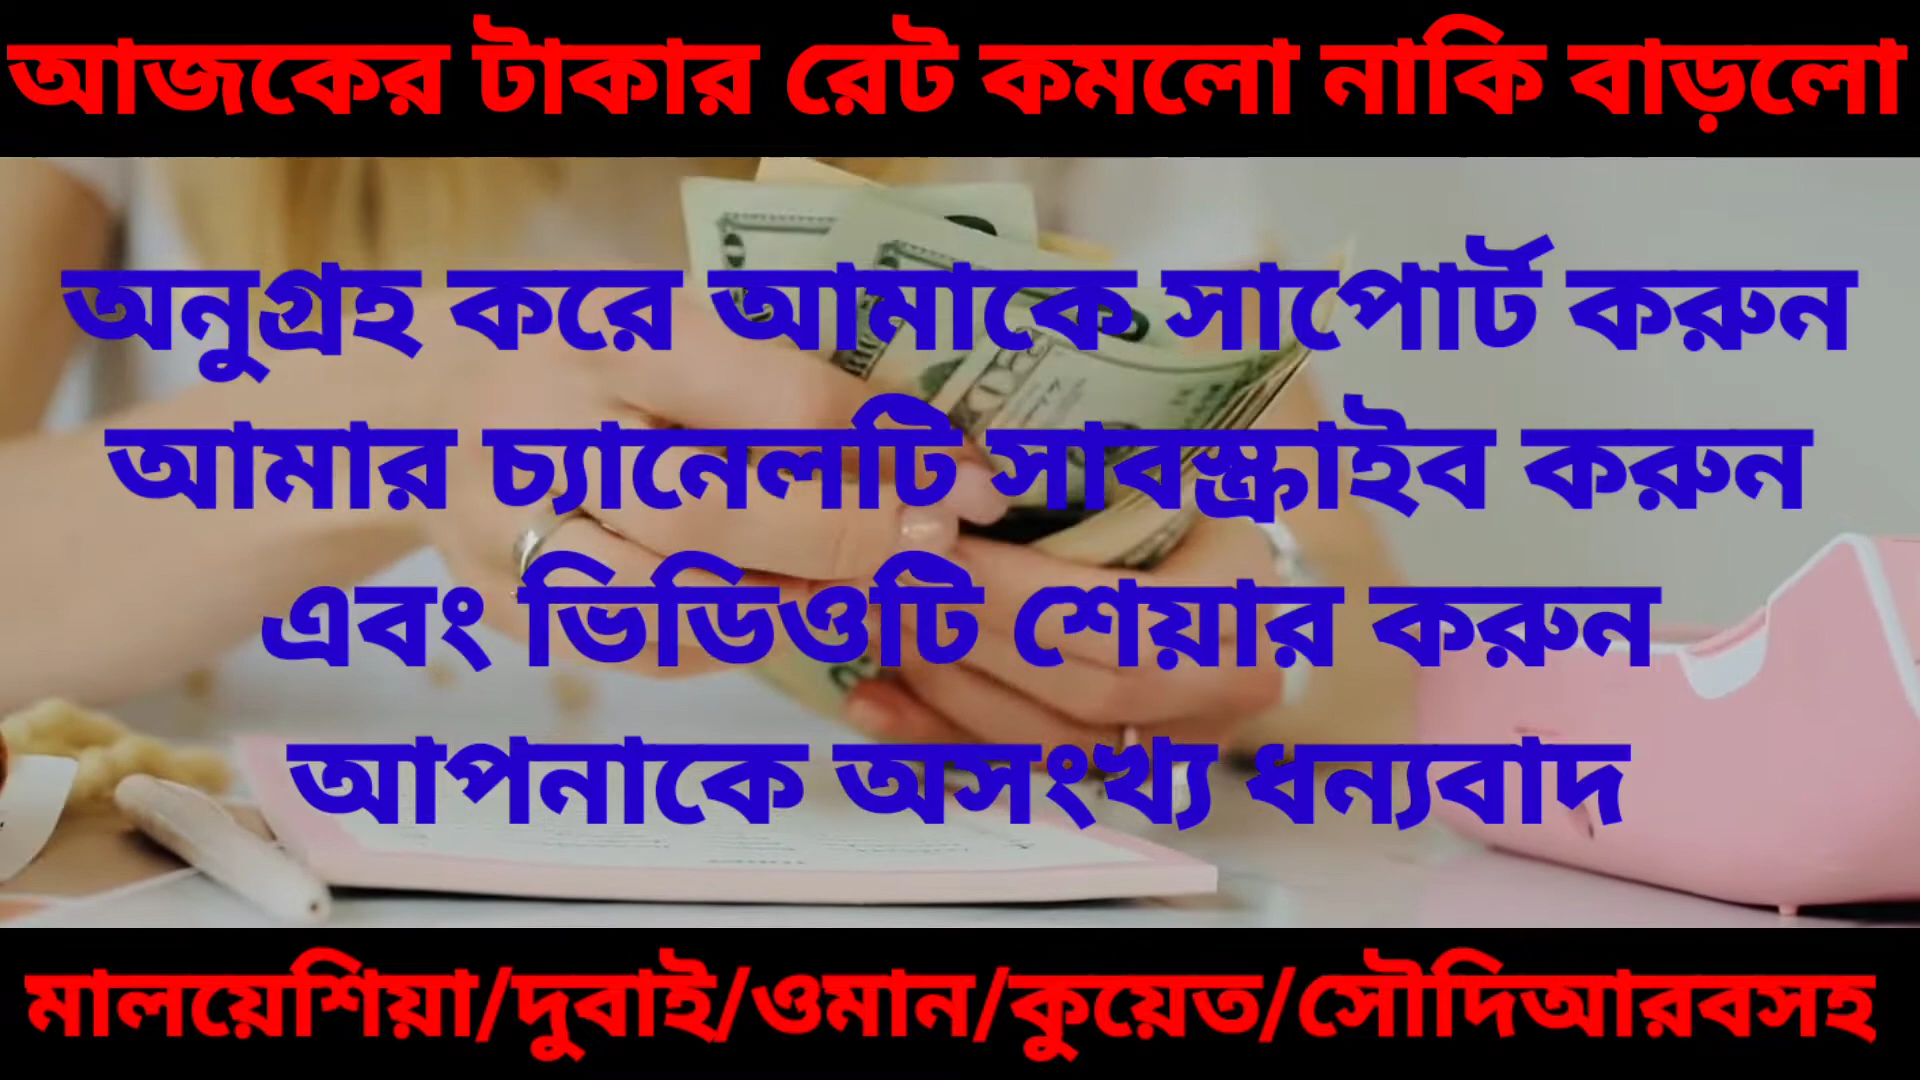 আজকের টাকার রেট কমলো নাকি বাড়লো
অনুগ্রহ করে আমাকে সাপোর্ট করুন
আমার চ্যানেলটি সাবস্ক্রাইব করুন
এবং ভিডিওটি শেয়ার করুন
আপনাকে অসংখ্য ধন্যবাদ
মালয়েশিয়া/দুবাই/ওমান/কুয়েত/সৌদিআরবসহ